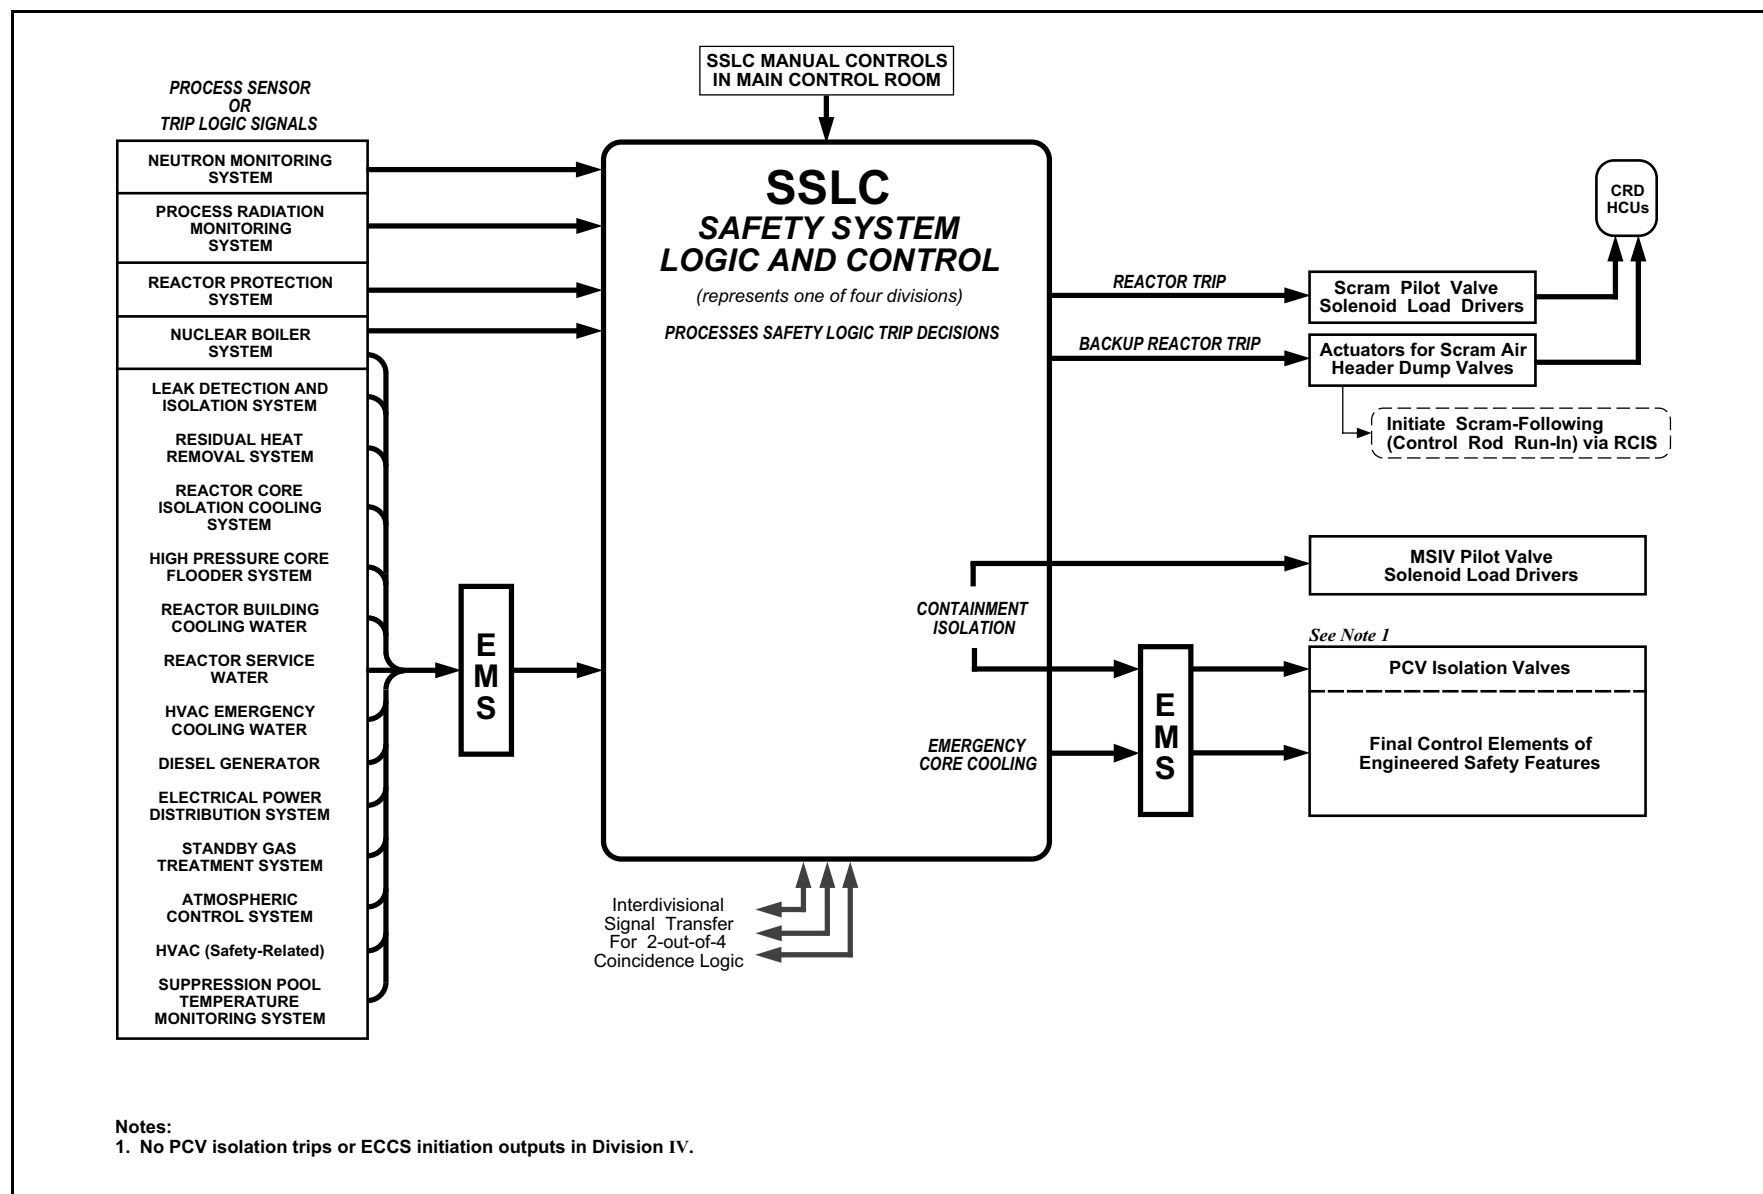 SSLC MANUAL CONTROLS
IN MAIN CONTROL ROOM
PROCESS SENSOR
OR
TRIP LOGIC SIGNALS
NEUTRON MONITORING
SYSTEM
PROCESS RADIATION
MONITORING
SYSTEM
REACTOR PROTECTION
SYSTEM
NUCLEAR BOILER
SYSTEM
LEAK DETECTION AND
ISOLATION SYSTEM
RESIDUAL HEAT
REMOVAL SYSTEM
REACTOR CORE
ISOLATION COOLING
SYSTEM
HIGH PRESSURE CORE
FLOODER SYSTEM
REACTOR BUILDING
COOLING WATER
REACTOR SERVICE
WATER
HVAC EMERGENCY
COOLING WATER
DIESEL GENERATOR
ELECTRICAL POWER
DISTRIBUTION SYSTEM
STANDBY GAS
TREATMENT SYSTEM
ATMOSPHERIC
CONTROL SYSTEM
HVAC (Safety-Related)
SUPPRESSION POOL
TEMPERATURE
MONITORING SYSTEM
E
M
S
SSLC
SAFETY SYSTEM
LOGIC AND CONTROL
(represents one of four divisions)
PROCESSES SAFETY LOGIC TRIP DECISIONS
CONTAINMENT
ISOLATION
EMERGENCY
CORE COOLING
Interdivisional
Signal Transfer
For 2-out-of-4
Coincidence Logic
REACTOR TRIP
BACKUP REACTOR TRIP
CRD
HCUs
Scram Pilot Valve
Solenoid Load Drivers
Actuators for Scram Air
Header Dump Valves
Initiate Scram-Following
(Control Rod Run-In) via RCIS
MSIV Pilot Valve
Solenoid Load Drivers
E
M
S
See Note 1
PCV Isolation Valves
Final Control Elements of
Engineered Safety Features
Notes:
1. No PCV isolation trips or ECCS initiation outputs in Division IV.